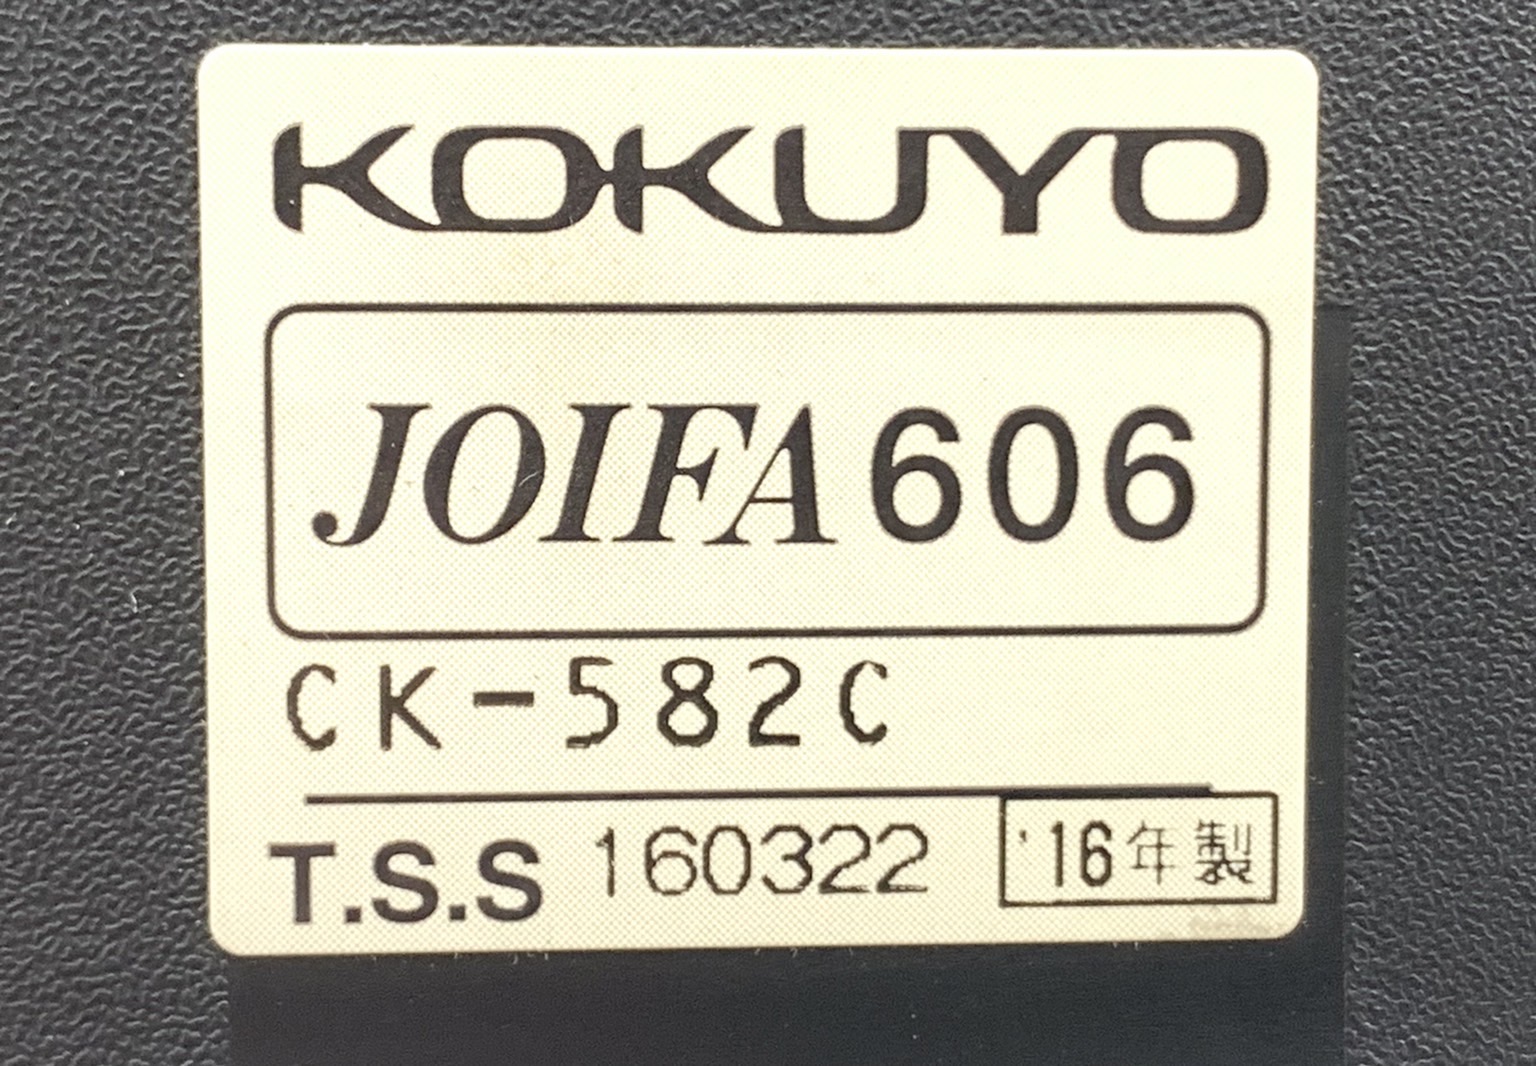 KOKUYO
JOIFA606
CK-582C
T.S.S 160322 '16年製